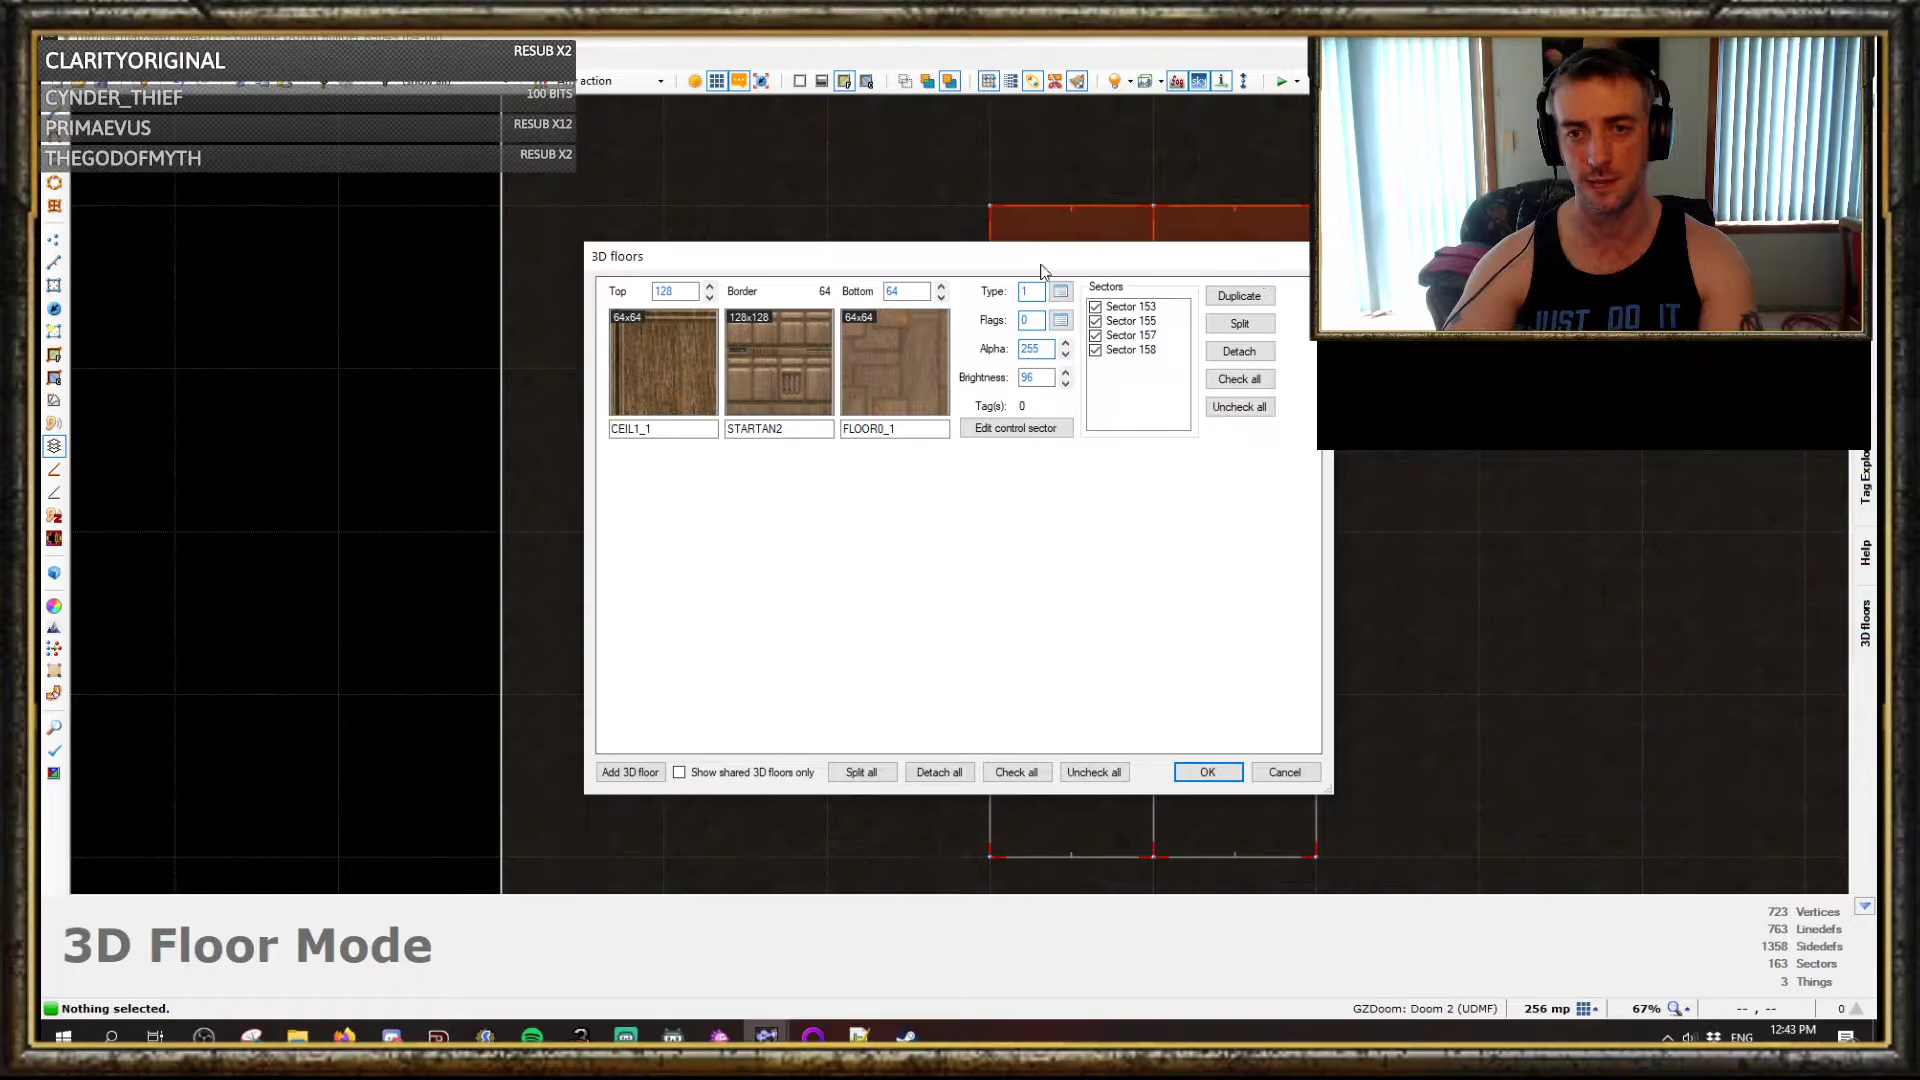 CLARITYORIGINAL RESUB X2
CYNDER_THIEF 100 BITS
PRIMAEVUS RESUB X12
THEGODOFMYTH RESUB X2
action
3D floors
Top 128 Border 64 Bottom 64
64x64 128x128 64x64
CEIL1_1 STARTAN2 FLOOR0_1
Type: 1
Flags: 0
Alpha: 255
Brightness: 96
Tag(s): 0
Edit control sector
Sectors
Sector 153
Sector 155
Sector 157
Sector 158
Duplicate
Split
Detach
Check all
Uncheck all
Add 3D floor Show shared 3D floors only Split all Detach all Check all Uncheck all OK Cancel
JUST DO IT
Help
3D floors
3D Floor Mode
723 Vertices
763 Linedefs
1358 Sidedefs
163 Sectors
3 Things
Nothing selected.
GZDoom: Doom 2 (UDMF) 256 mp 67% -- , -- 0
ENG 12:43 PM